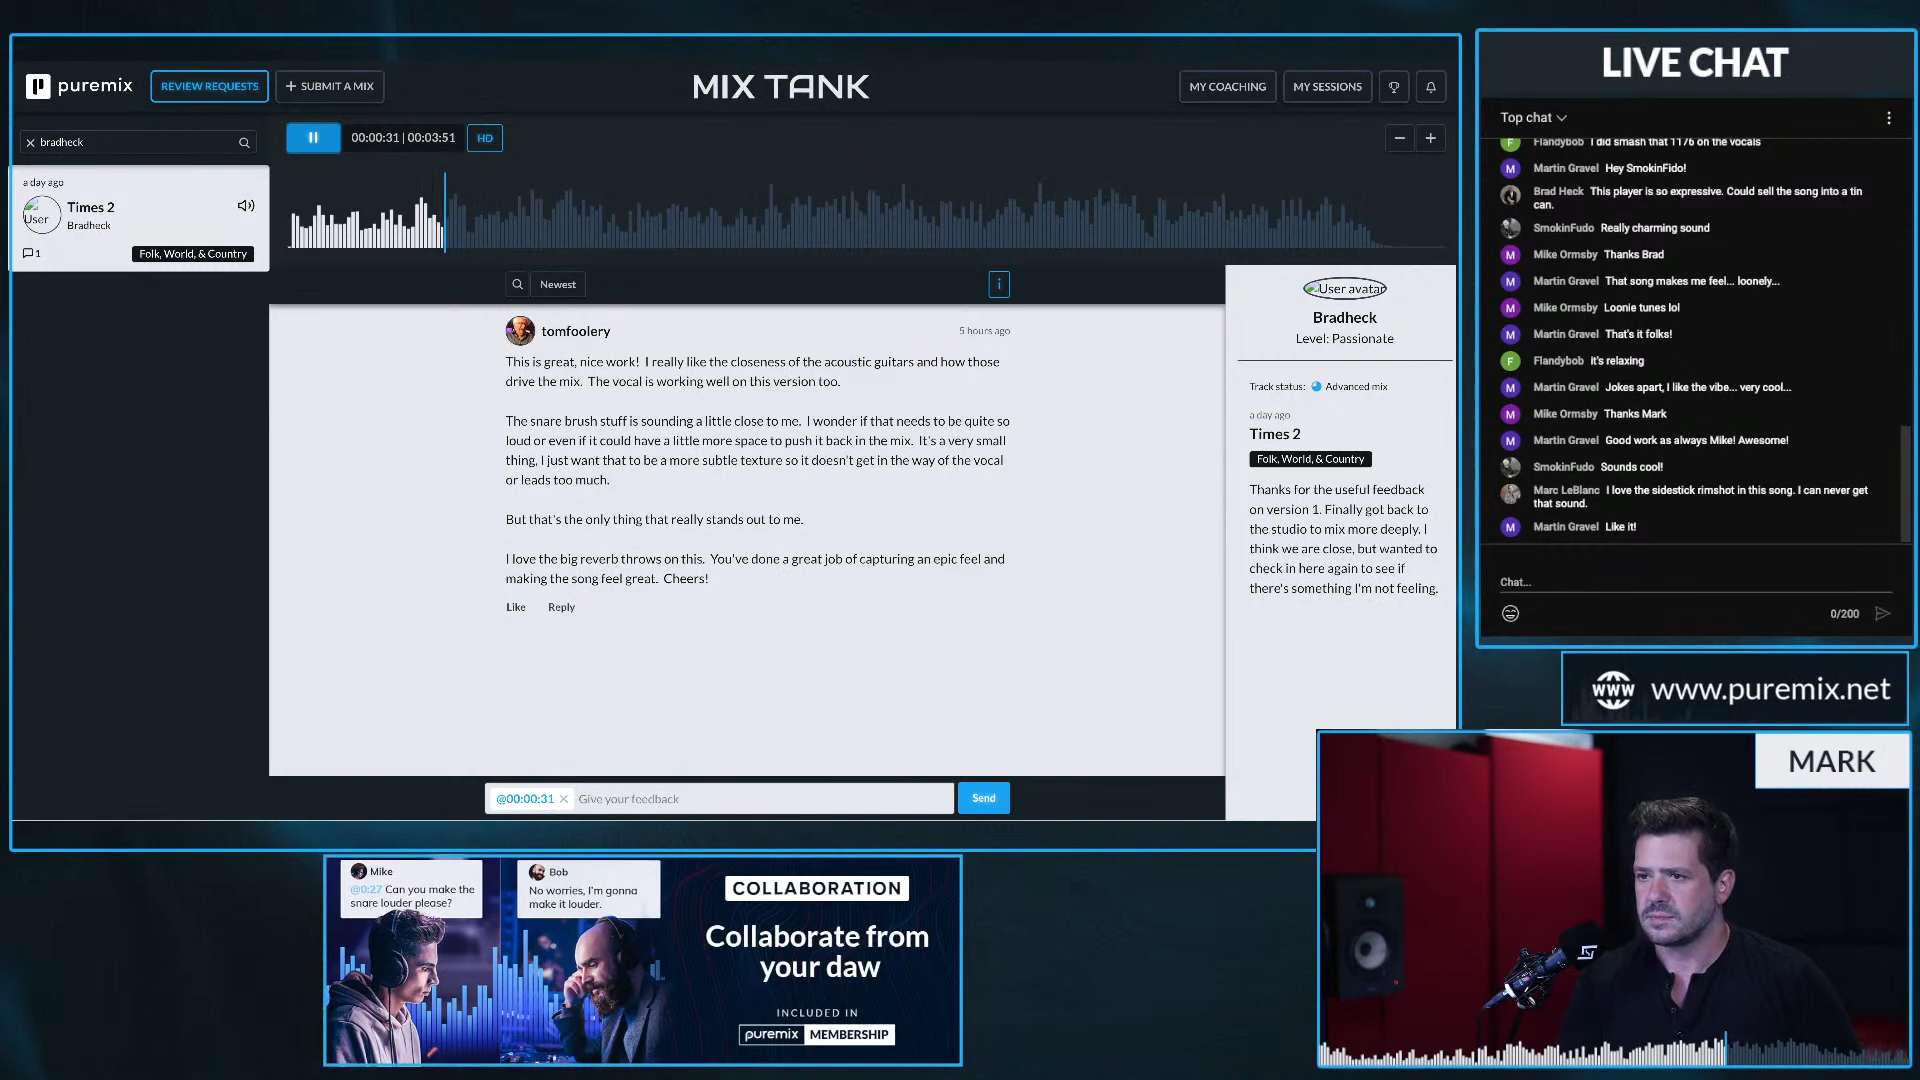 puremix
REVIEW REQUESTS
+ SUBMIT A MIX
MIX TANK
MY COACHING
MY SESSIONS
bradheck
a day ago
User
Times 2
Bradheck
1
Folk, World, & Country
00:00:31 | 00:03:51
HD
Newest
i
tomfoolery
5 hours ago
This is great, nice work!  I really like the closeness of the acoustic guitars and how those
drive the mix.  The vocal is working well on this version too.
The snare brush stuff is sounding a little close to me.  I wonder if that needs to be quite so
loud or even if it could have a little more space to push it back in the mix.  It's a very small
thing, I just want that to be a more subtle texture so it doesn't get in the way of the vocal
or leads too much.
But that's the only thing that really stands out to me.
I love the big reverb throws on this.  You've done a great job of capturing an epic feel and
making the song feel great.  Cheers!
Like
Reply
@00:00:31
Give your feedback
Send
User avatar
Bradheck
Level: Passionate
Track status:
Advanced mix
a day ago
Times 2
Folk, World, & Country
Thanks for the useful feedback
on version 1. Finally got back to
the studio to mix more deeply. I
think we are close, but wanted to
check in here again to see if
there's something I'm not feeling.
LIVE CHAT
Top chat
F Flandybob I did smash that 1176 on the vocals
M Martin Gravel Hey SmokinFido!
Brad Heck This player is so expressive. Could sell the song into a tin
can.
SmokinFudo Really charming sound
M Mike Ormsby Thanks Brad
M Martin Gravel That song makes me feel... loonely...
M Mike Ormsby Loonie tunes lol
M Martin Gravel That's it folks!
F Flandybob it's relaxing
M Martin Gravel Jokes apart, I like the vibe... very cool...
M Mike Ormsby Thanks Mark
M Martin Gravel Good work as always Mike! Awesome!
SmokinFudo Sounds cool!
Marc LeBlanc I love the sidestick rimshot in this song. I can never get
that sound.
M Martin Gravel Like it!
Chat...
0/200
WWW www.puremix.net
MARK
Mike
@0:27 Can you make the
snare louder please?
Bob
No worries, I'm gonna
make it louder.
COLLABORATION
Collaborate from
your daw
INCLUDED IN
puremix MEMBERSHIP